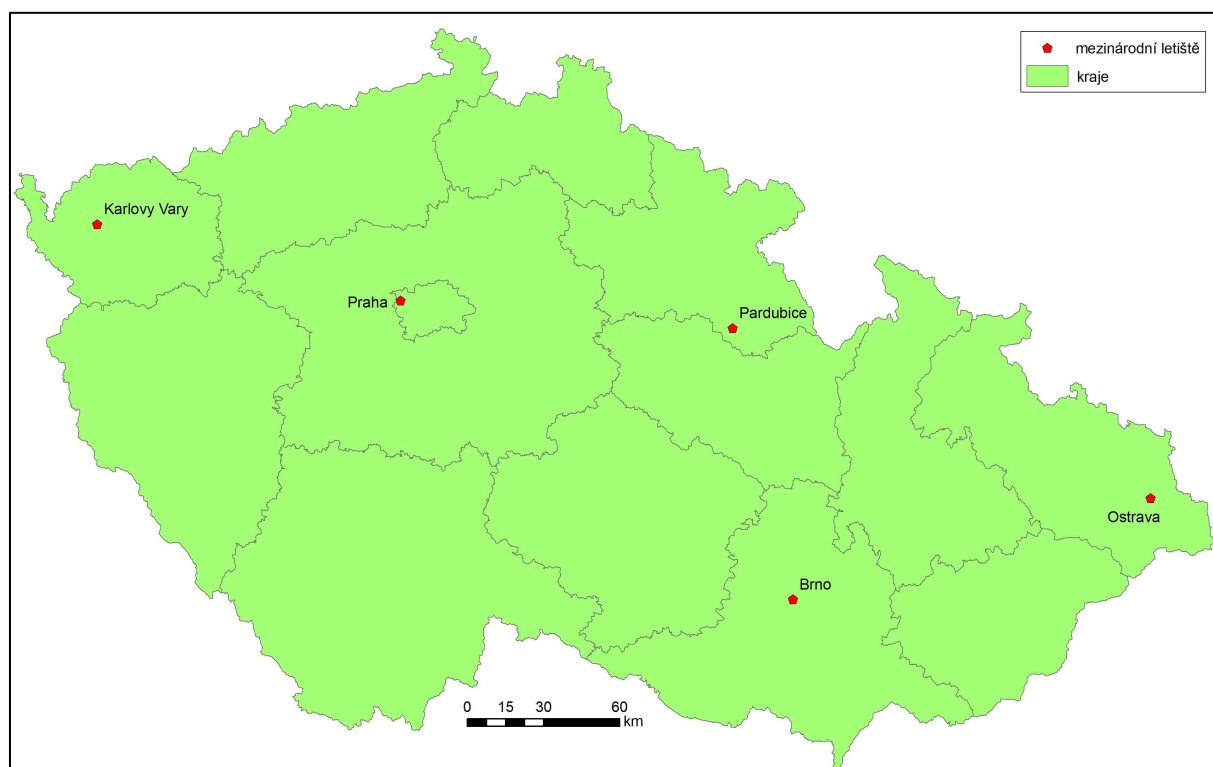 mezinárodní letiště
kraje
Karlovy Vary
Praha
Pardubice
Ostrava
Brno
0 15 30 60
km